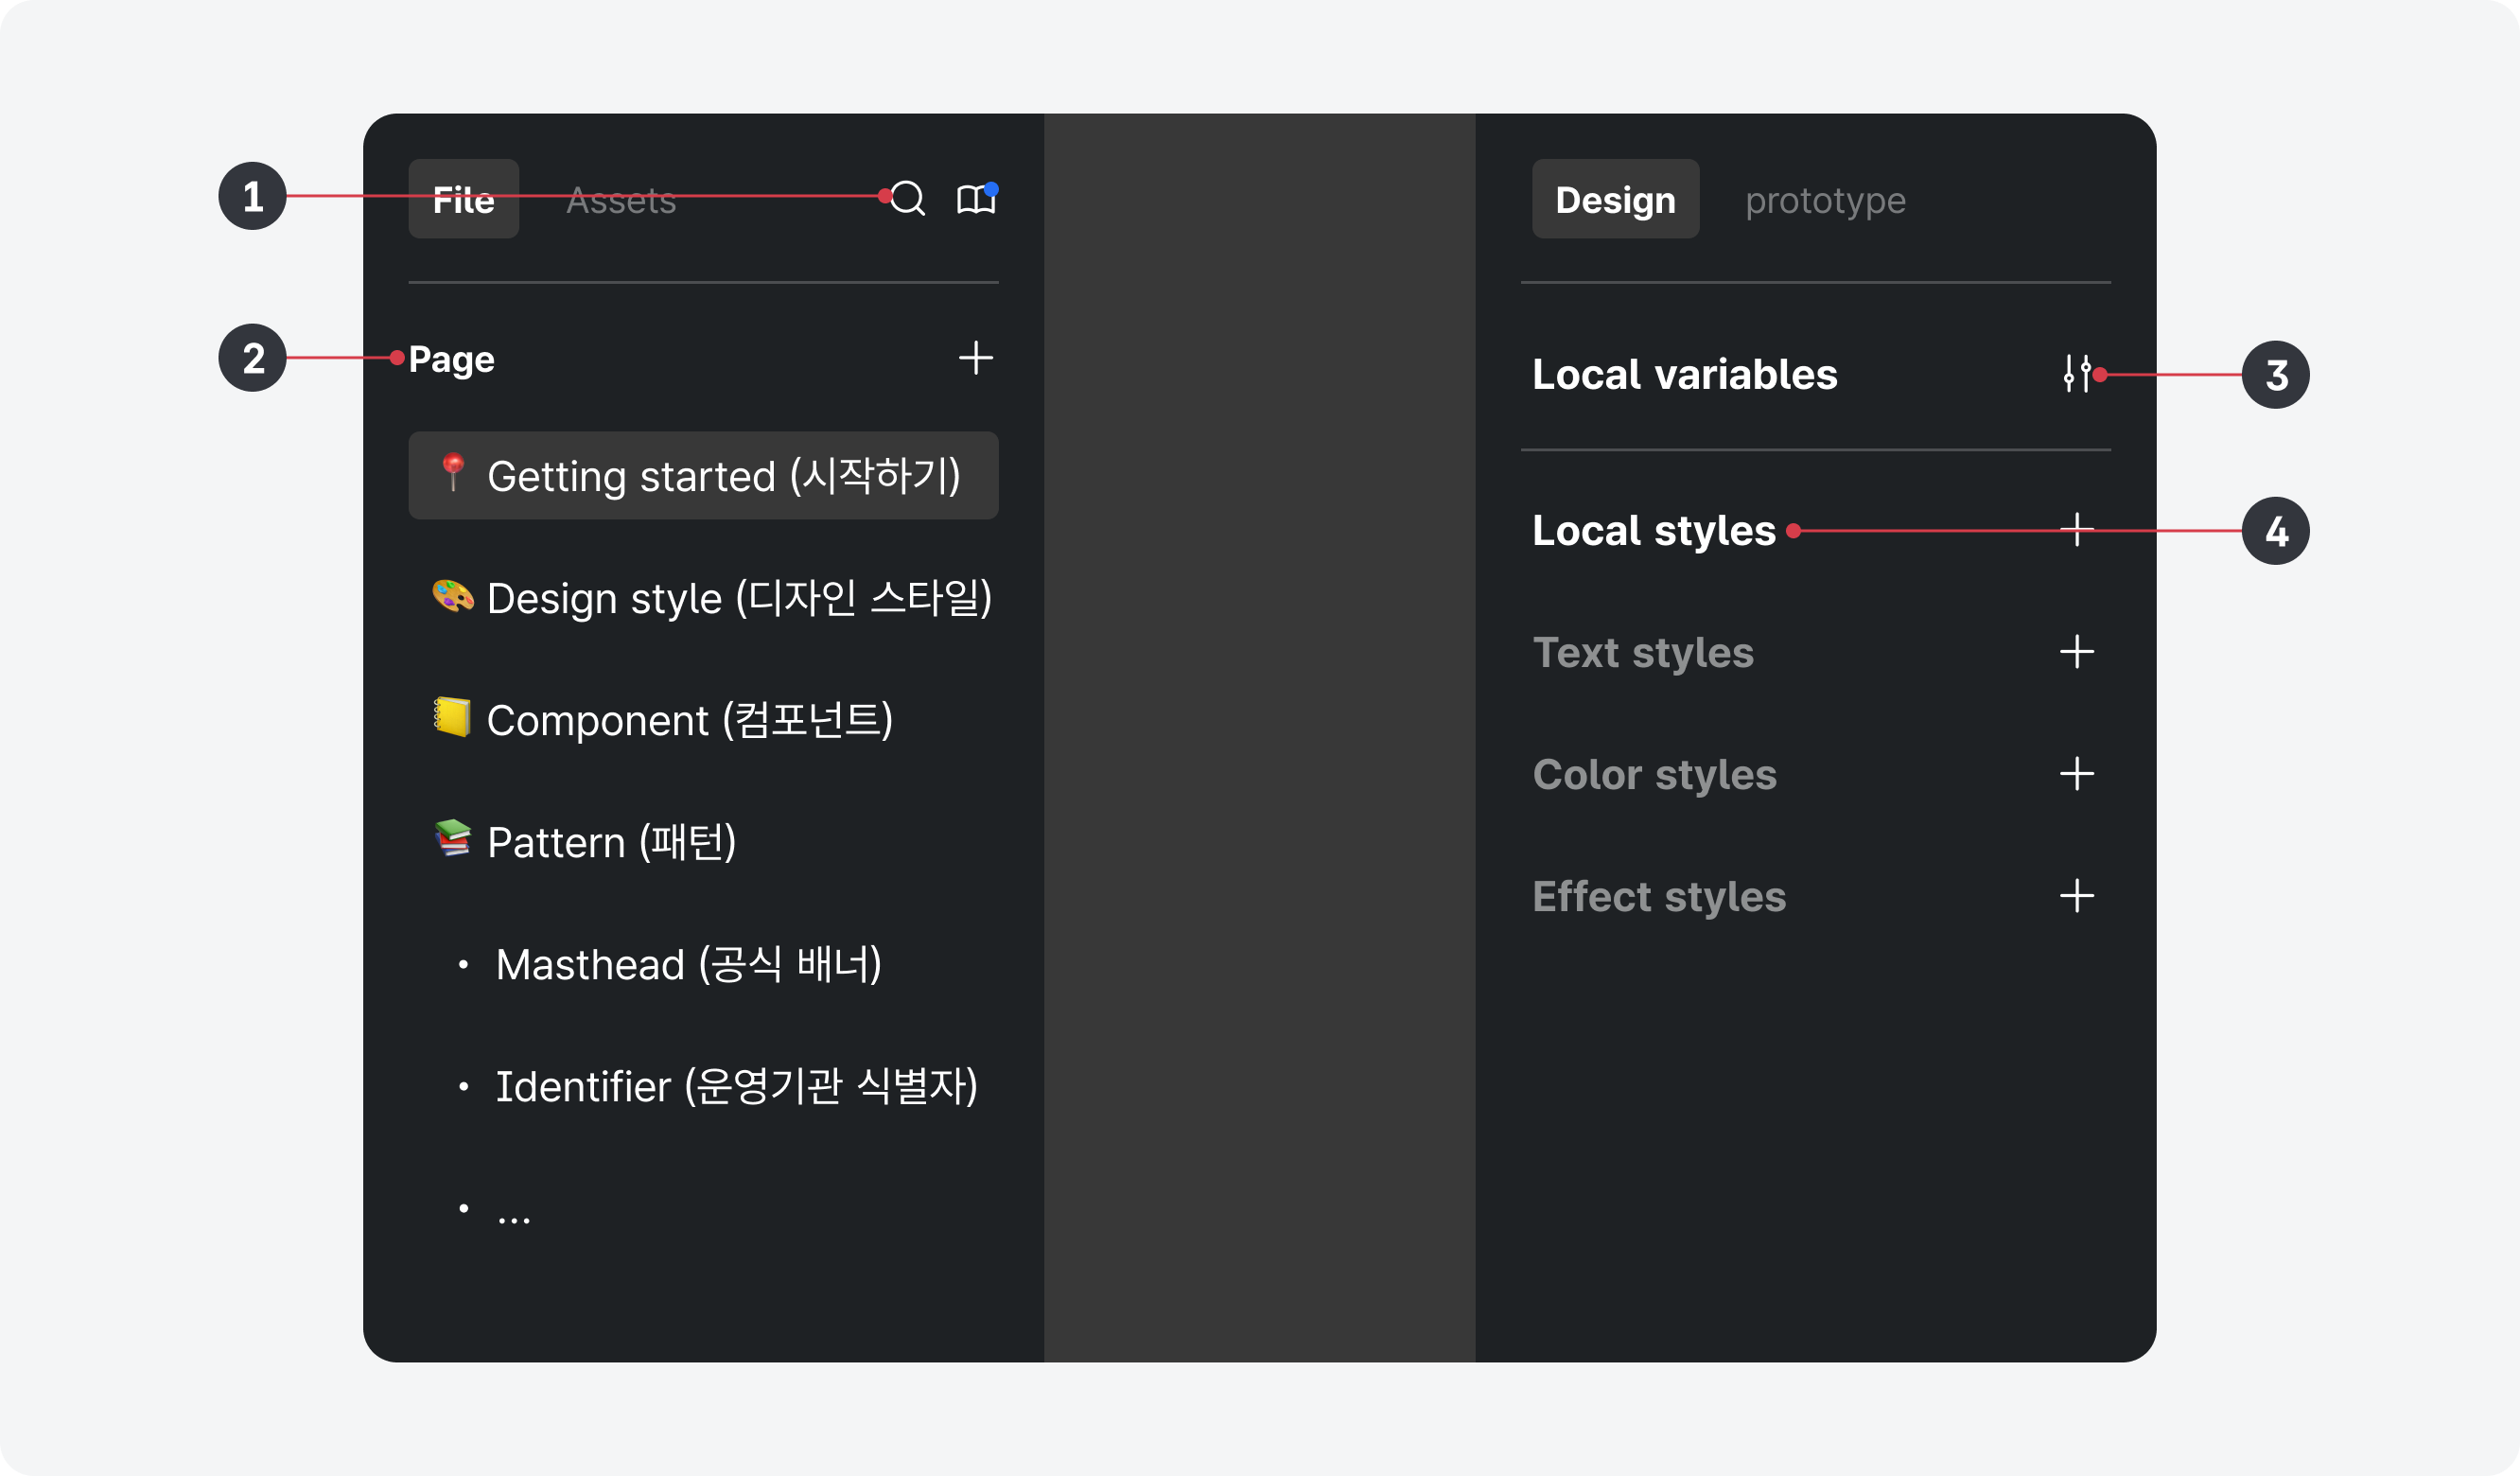 1
File Assets
2
Page
📍 Getting started (시작하기)
🎨 Design style (디자인 스타일)
📒 Component (컴포넌트)
📚 Pattern (패턴)
• Masthead (공식 배너)
• Identifier (운영기관 식별자)
• ...
Design prototype
Local variables
3
Local styles
4
Text styles
Color styles
Effect styles